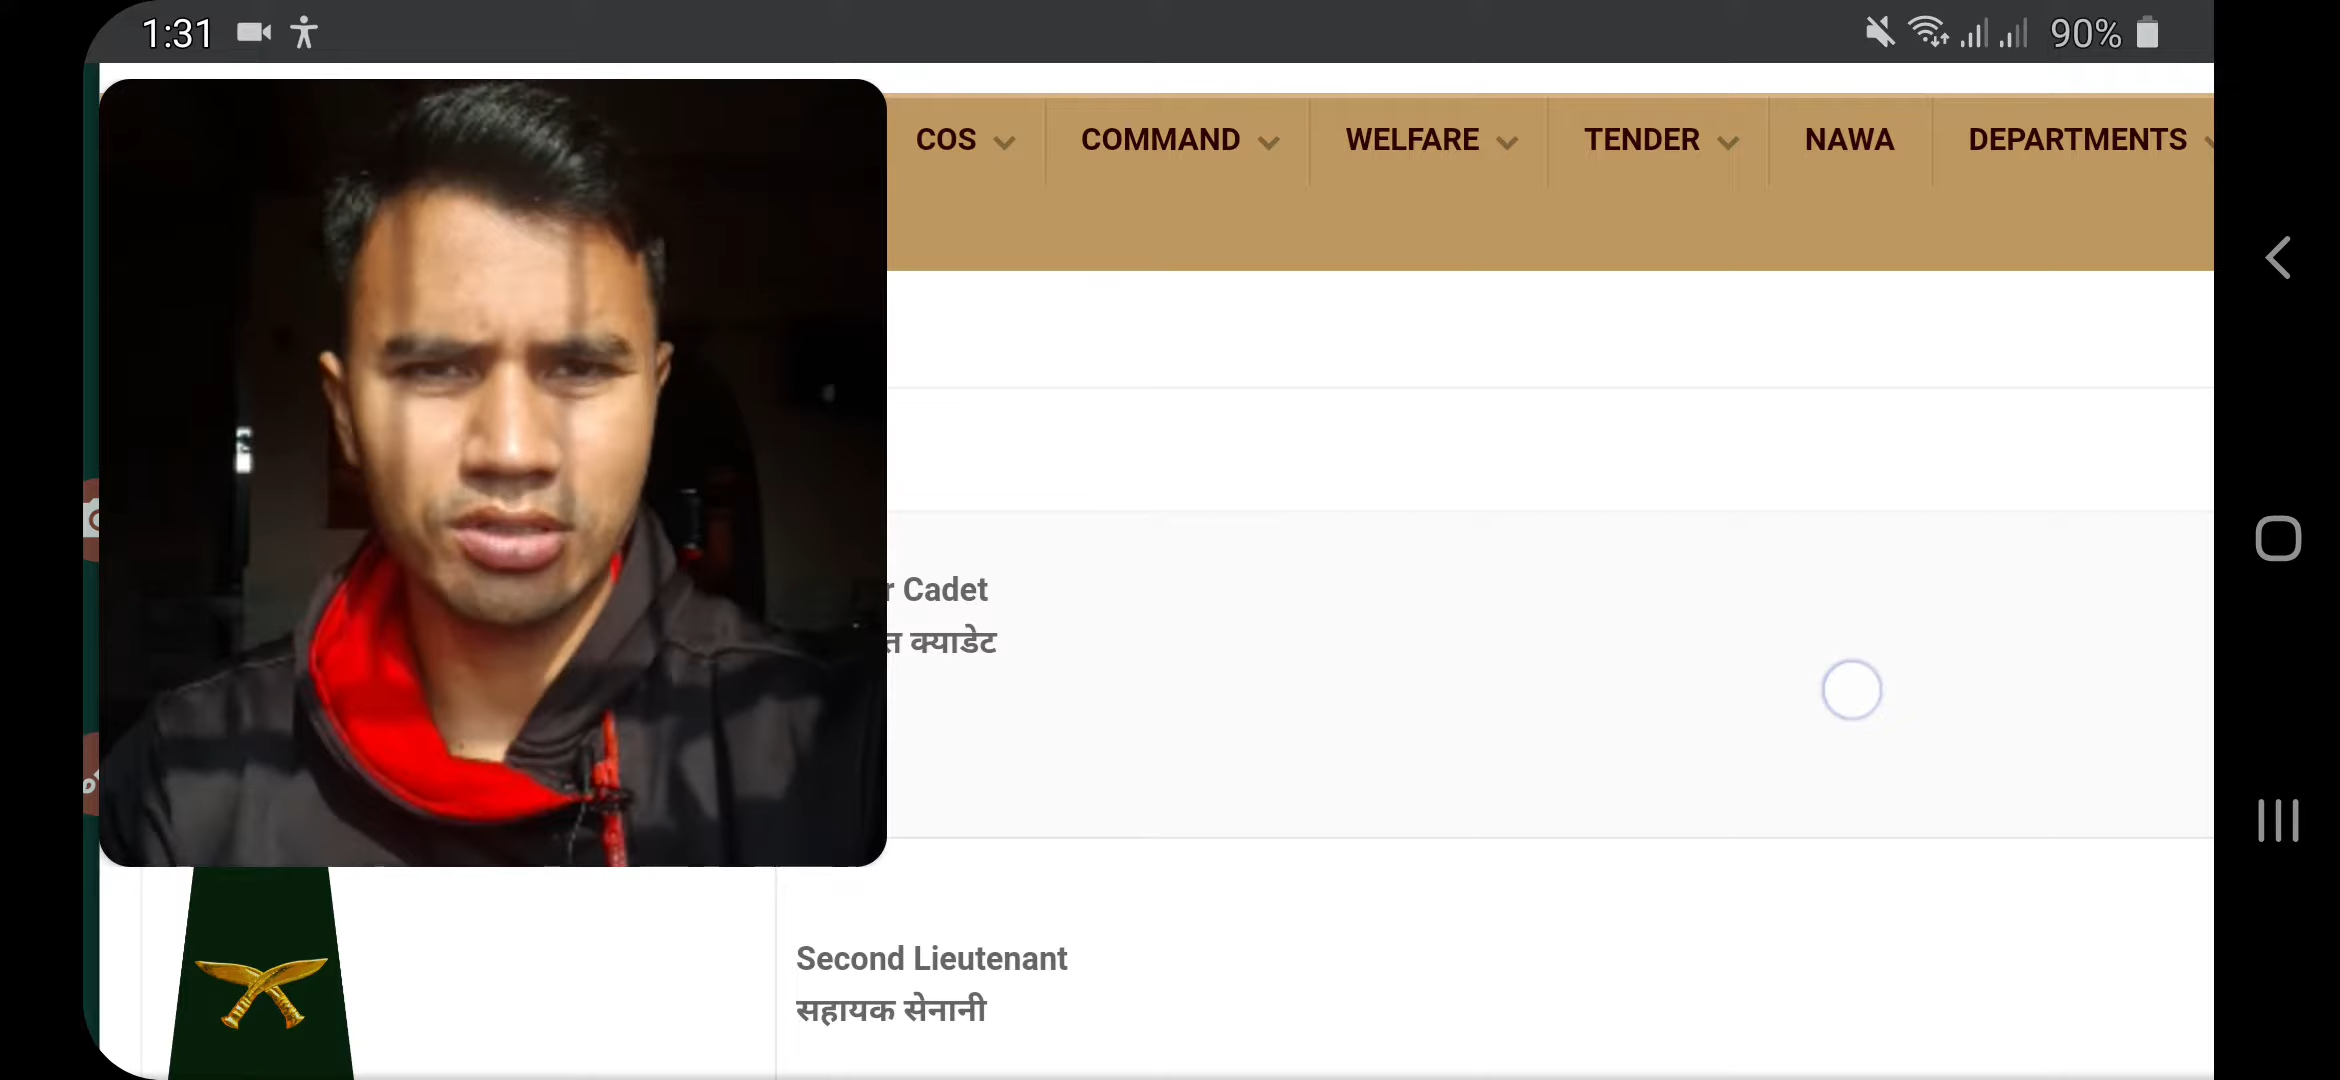 1:31
90%
COS COMMAND WELFARE TENDER NAWA DEPARTMENTS
Cadet
क्याडेट
Second Lieutenant
सहायक सेनानी